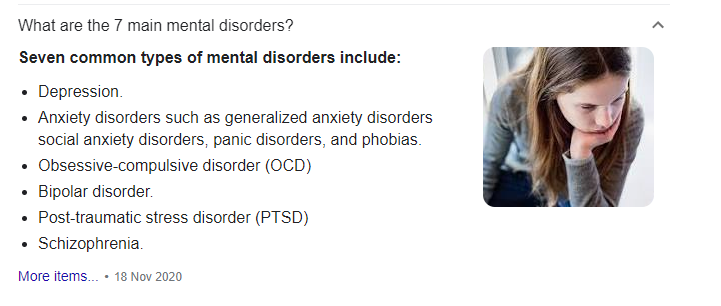 What are the 7 main mental disorders?
Seven common types of mental disorders include:
• Depression.
• Anxiety disorders such as generalized anxiety disorders
social anxiety disorders, panic disorders, and phobias.
• Obsessive-compulsive disorder (OCD)
• Bipolar disorder.
• Post-traumatic stress disorder (PTSD)
• Schizophrenia.
More items... • 18 Nov 2020